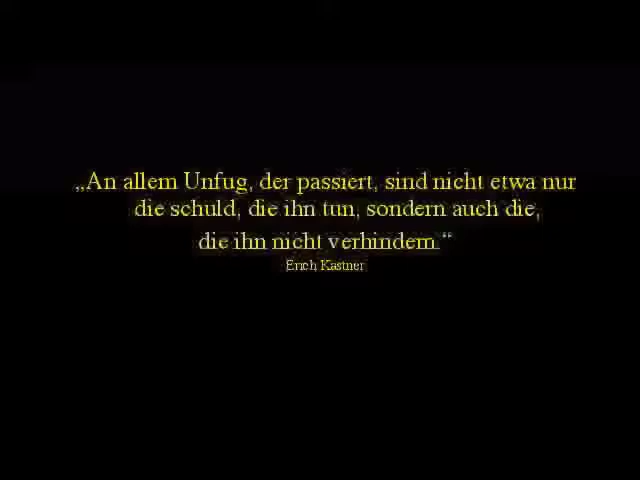 „An allem Unfug, der passiert, sind nicht etwa nur
die schuld, die ihn tun, sondern auch die,
die ihn nicht verhindern.“
Erich Kästner